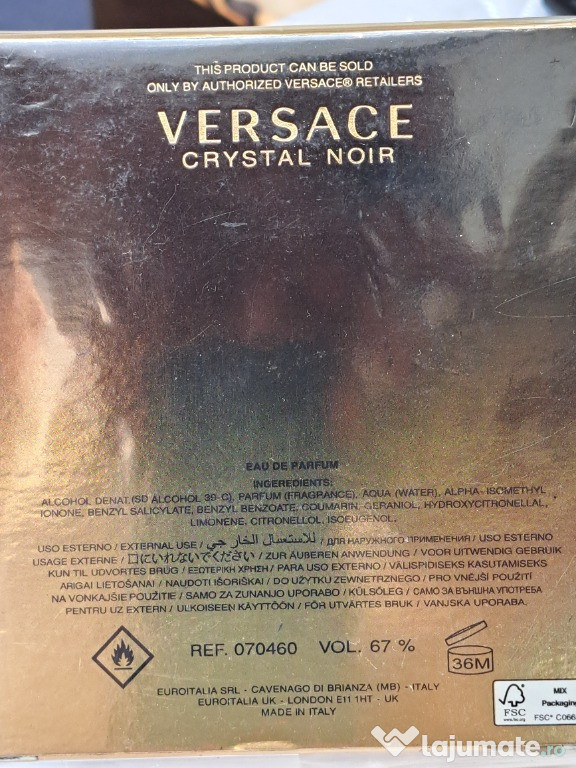 THIS PRODUCT CAN BE SOLD
ONLY BY AUTHORIZED VERSACE® RETAILERS
VERSACE
CRYSTAL NOIR
EAU DE PARFUM
INGREDIENTS:
ALCOHOL DENAT.(SD ALCOHOL 39-C), PARFUM (FRAGRANCE), AQUA (WATER), ALPHA-ISOMETHYL
IONONE, BENZYL SALICYLATE, BENZYL BENZOATE, COUMARIN, GERANIOL, HYDROXYCITRONELLAL,
LIMONENE, CITRONELLOL, ISOEUGENOL.
USO ESTERNO / EXTERNAL USE / للاستعمال الخارجي / ДЛЯ НАРУЖНОГО ПРИМЕНЕНИЯ / USO EXTERNO
USAGE EXTERNE / 口にいれないでください / ZUR ÄUßEREN ANWENDUNG / VOOR UITWENDIG GEBRUIK
KUN TIL UDVORTES BRUG / ΕΞΩΤΕΡΙΚΗ ΧΡΗΣΗ / PARA USO EXTERNO / VÄLISPIDISEKS KASUTAMISEKS
ARIGAI LIETOŠANAI / NAUDOTI IŠORIŠKAI / DO UŻYTKU ZEWNĘTRZNEGO / PRO VNĚJŠÍ POUŽITÍ
NA VONKAJŠIE POUŽITIE / SAMO ZA ZUNANJO UPORABO / KÜLSŐLEG / САМО ЗА ВЪНШНА УПОТРЕБА
PENTRU UZ EXTERN / ULKOISEEN KÄYTTÖÖN / FÖR UTVÄRTES BRUK / VANJSKA UPORABA.
REF. 070460 VOL. 67 %
36M
EUROITALIA SRL - CAVENAGO DI BRIANZA (MB) - ITALY
EUROITALIA UK - LONDON E11 1HT - UK
MADE IN ITALY
FSC
www.fsc.org
MIX
Packaging
FSC® C066
lajumate.ro